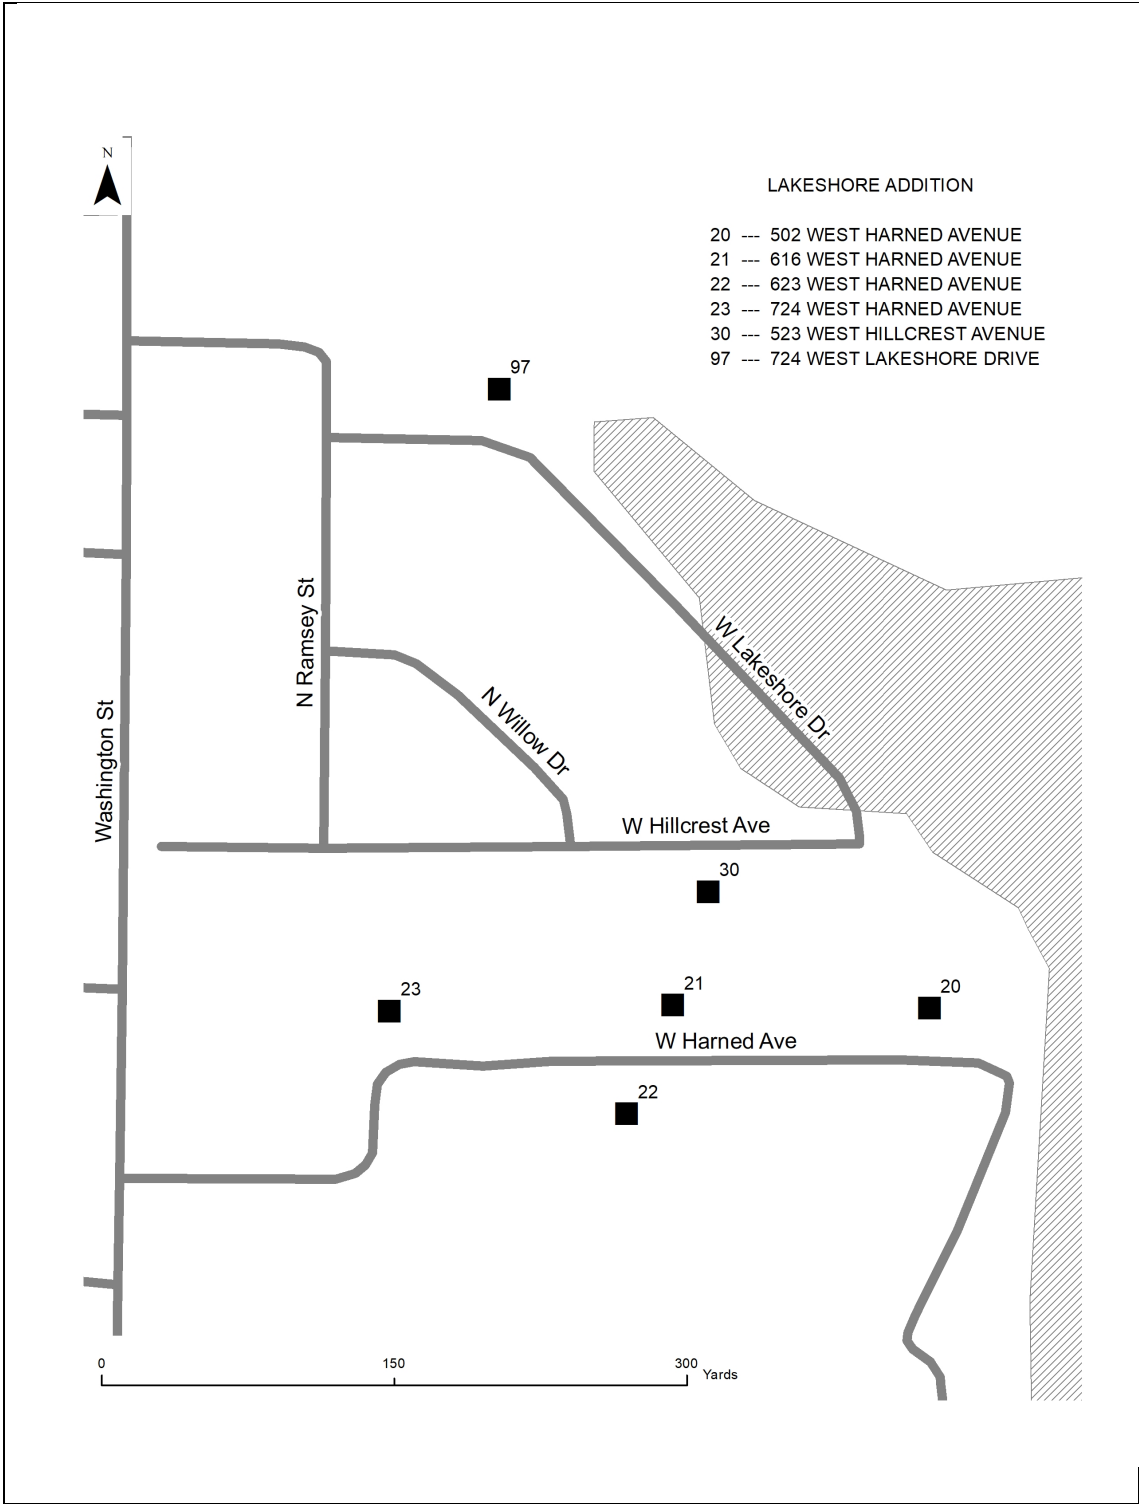 N
LAKESHORE ADDITION
20 --- 502 WEST HARNED AVENUE
21 --- 616 WEST HARNED AVENUE
22 --- 623 WEST HARNED AVENUE
23 --- 724 WEST HARNED AVENUE
30 --- 523 WEST HILLCREST AVENUE
97 --- 724 WEST LAKESHORE DRIVE
97
N Ramsey St
W Lakeshore Dr
N Willow Dr
Washington St
W Hillcrest Ave
30
23
21
20
W Harned Ave
22
0 150 300 Yards